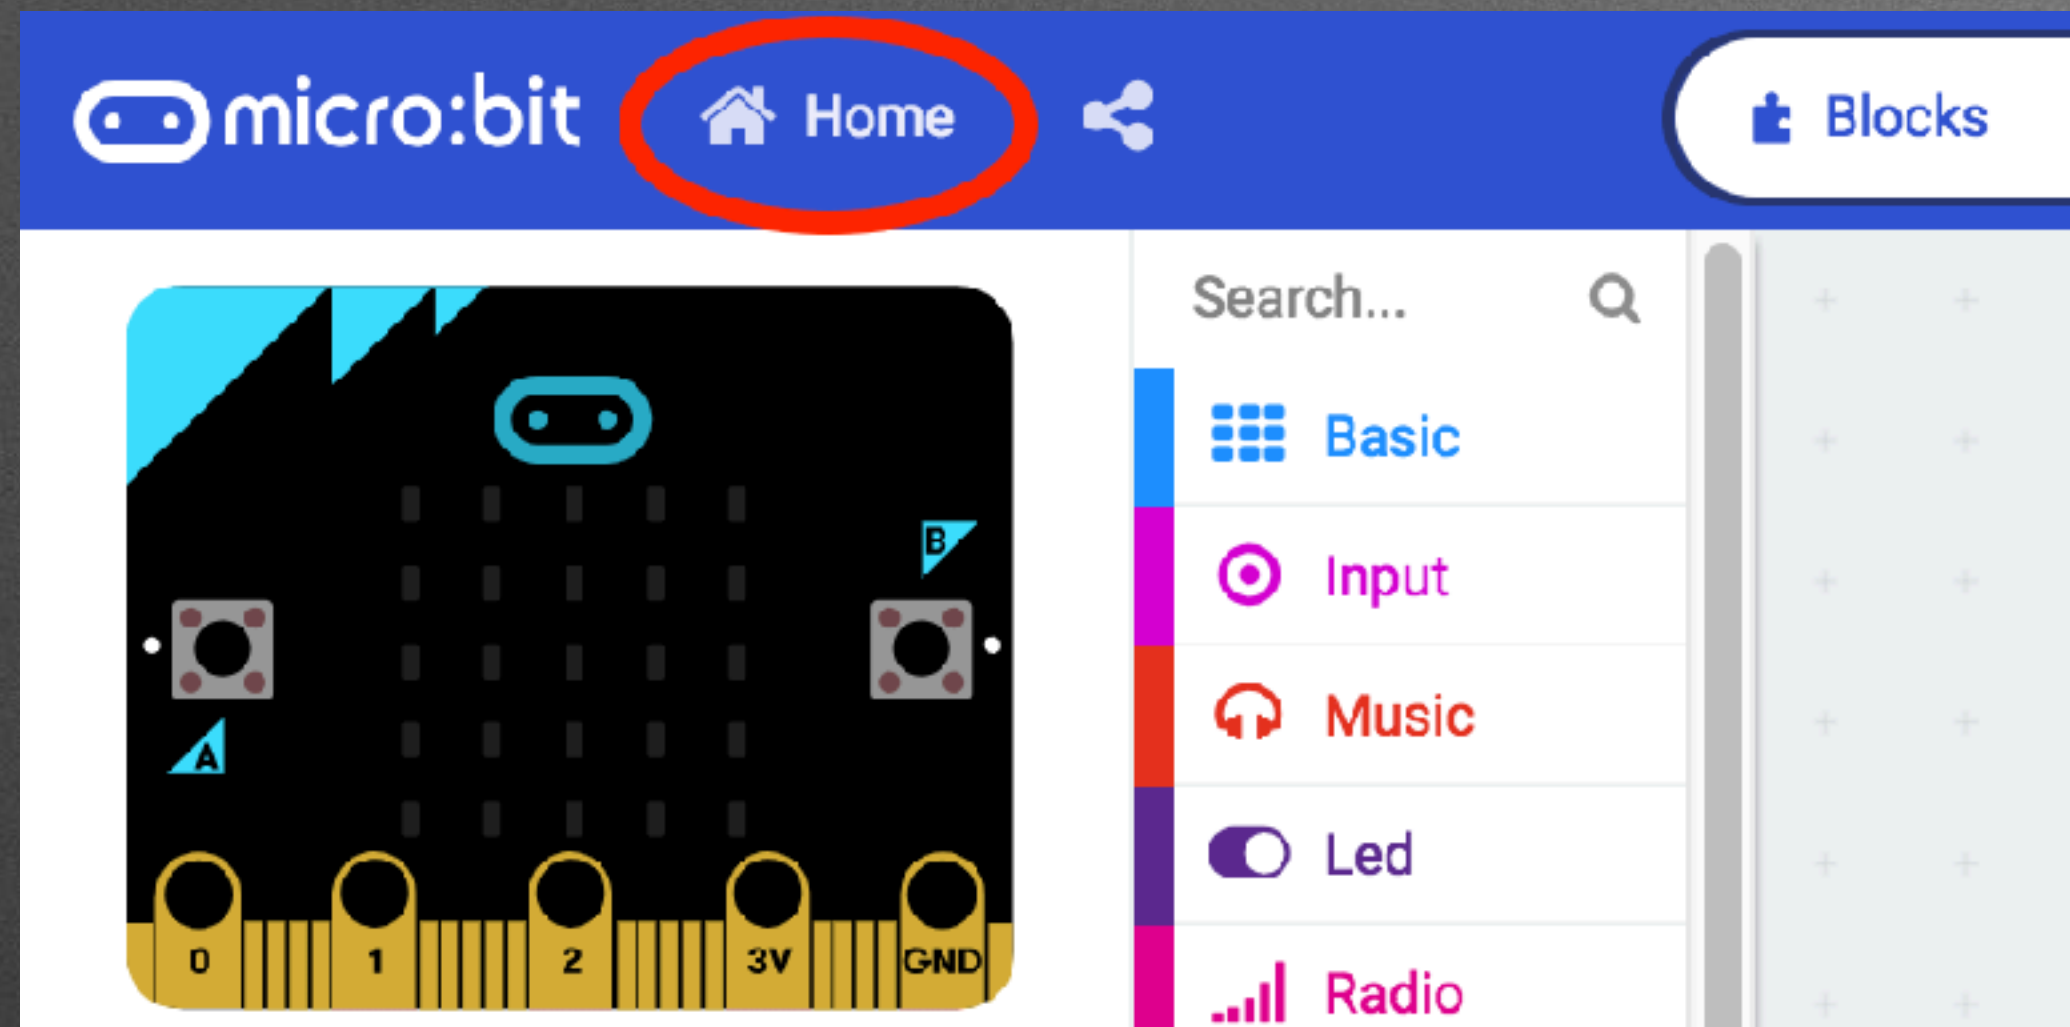 micro:bit Home Blocks
Search...
Basic
Input
Music
Led
Radio
B
A
0 1 2 3V GND